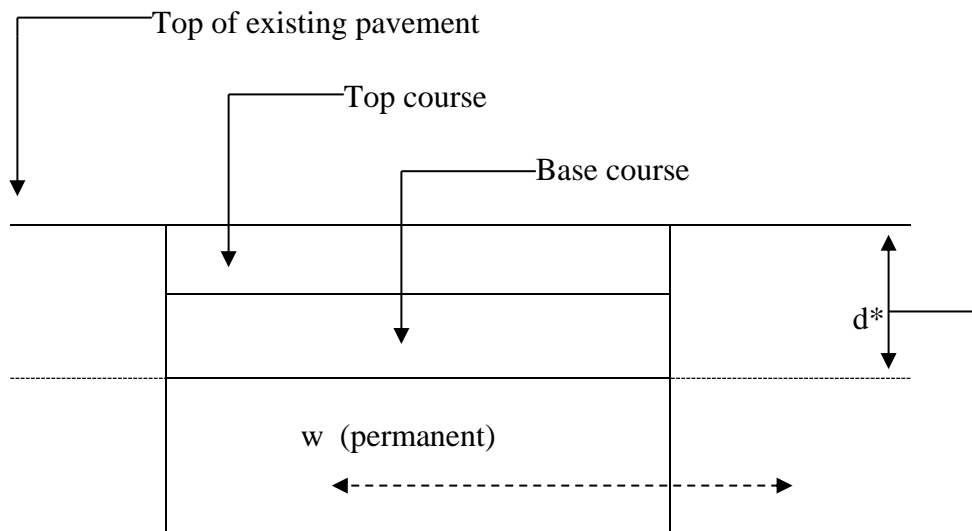 Top of existing pavement
Top course
Base course
d*
w (permanent)